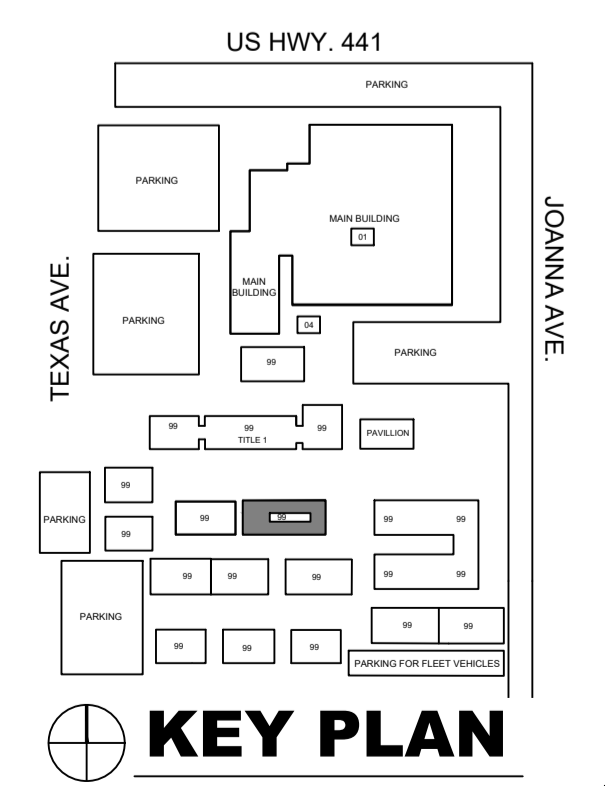 US HWY. 441
PARKING
PARKING
MAIN BUILDING
01
JOANNA AVE.
TEXAS AVE.
MAIN
BUILDING
PARKING
04
PARKING
99
99
99
TITLE 1
99
PAVILLION
99
PARKING
99
99
99
99
99
99
99
99
99
99
99
PARKING
99
99
99
99
99
PARKING FOR FLEET VEHICLES
KEY PLAN